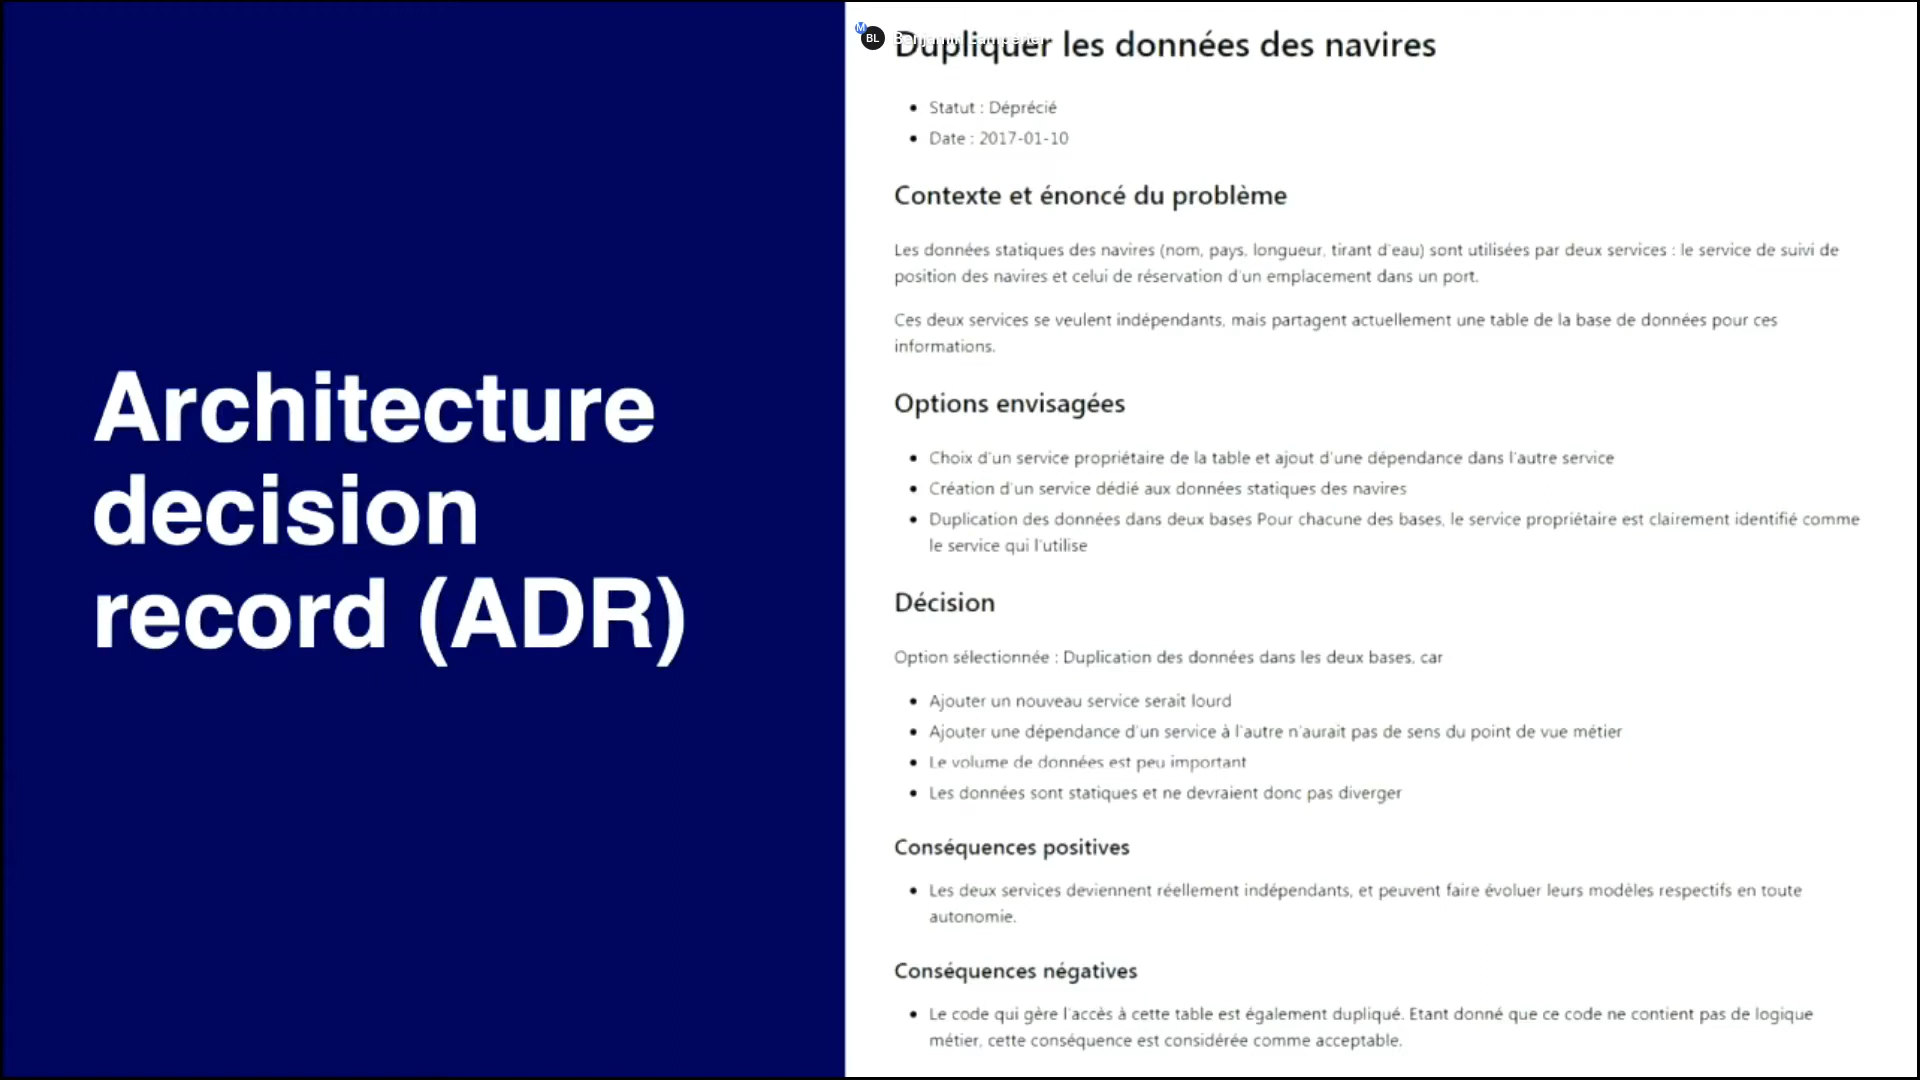 Architecture
decision
record (ADR)
M
BL
Dupliquer les données des navires
Statut : Déprécié
Date : 2017-01-10
Contexte et énoncé du problème
Les données statiques des navires (nom, pays, longueur, tirant d'eau) sont utilisées par deux services : le service de suivi de
position des navires et celui de réservation d'un emplacement dans un port.
Ces deux services se veulent indépendants, mais partagent actuellement une table de la base de données pour ces
informations.
Options envisagées
Choix d'un service propriétaire de la table et ajout d'une dépendance dans l'autre service
Création d'un service dédié aux données statiques des navires
Duplication des données dans deux bases Pour chacune des bases, le service propriétaire est clairement identifié comme
le service qui l'utilise
Décision
Option sélectionnée : Duplication des données dans les deux bases, car
Ajouter un nouveau service serait lourd
Ajouter une dépendance d'un service à l'autre n'aurait pas de sens du point de vue métier
Le volume de données est peu important
Les données sont statiques et ne devraient donc pas diverger
Conséquences positives
Les deux services deviennent réellement indépendants, et peuvent faire évoluer leurs modèles respectifs en toute
autonomie.
Conséquences négatives
Le code qui gère l'accès à cette table est également dupliqué. Etant donné que ce code ne contient pas de logique
métier, cette conséquence est considérée comme acceptable.